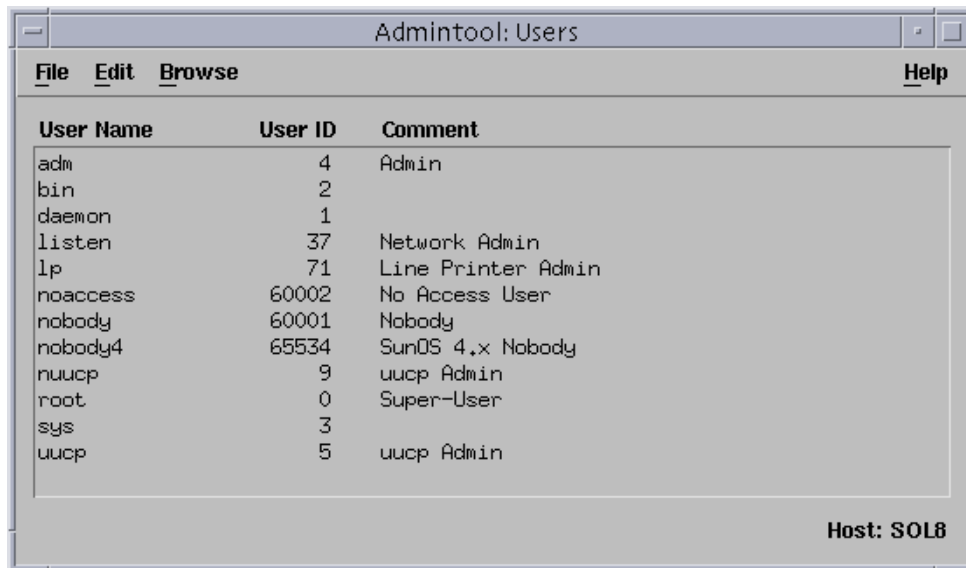 Admintool: Users
File Edit Browse Help
User Name User ID Comment
adm 4 Admin
bin 2
daemon 1
listen 37 Network Admin
lp 71 Line Printer Admin
noaccess 60002 No Access User
nobody 60001 Nobody
nobody4 65534 SunOS 4.x Nobody
nuucp 9 uucp Admin
root 0 Super-User
sys 3
uucp 5 uucp Admin
Host: SOL8